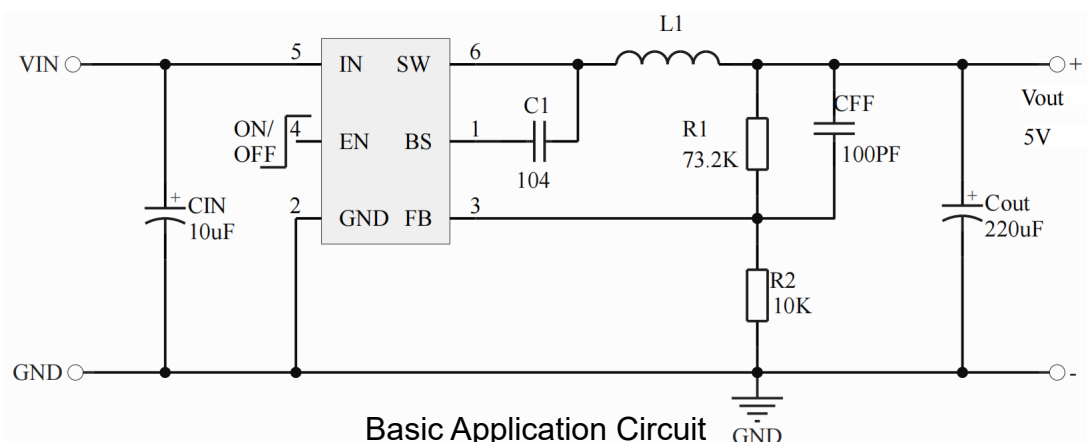 L1
VIN
5
IN
SW
6
+
Vout
5V
ON/
OFF
4
EN
BS
1
C1
104
R1
73.2K
CFF
100PF
CIN
10uF
+
2
GND
FB
3
+
Cout
220uF
R2
10K
GND
-
Basic Application Circuit
GND